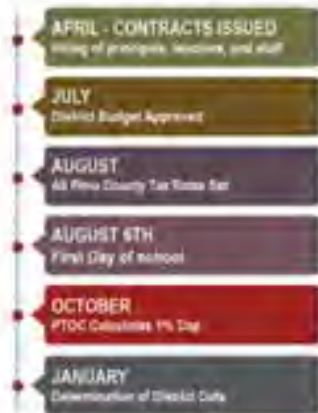 APRIL - CONTRACTS ISSUED
Hiring of principals, teachers, and staff
JULY
District Budget Approved
AUGUST
All Pima County Tax Rates Set
AUGUST 6TH
First Day of school
OCTOBER
PTOC Calculates 1% Cap
JANUARY
Determination of District Cuts